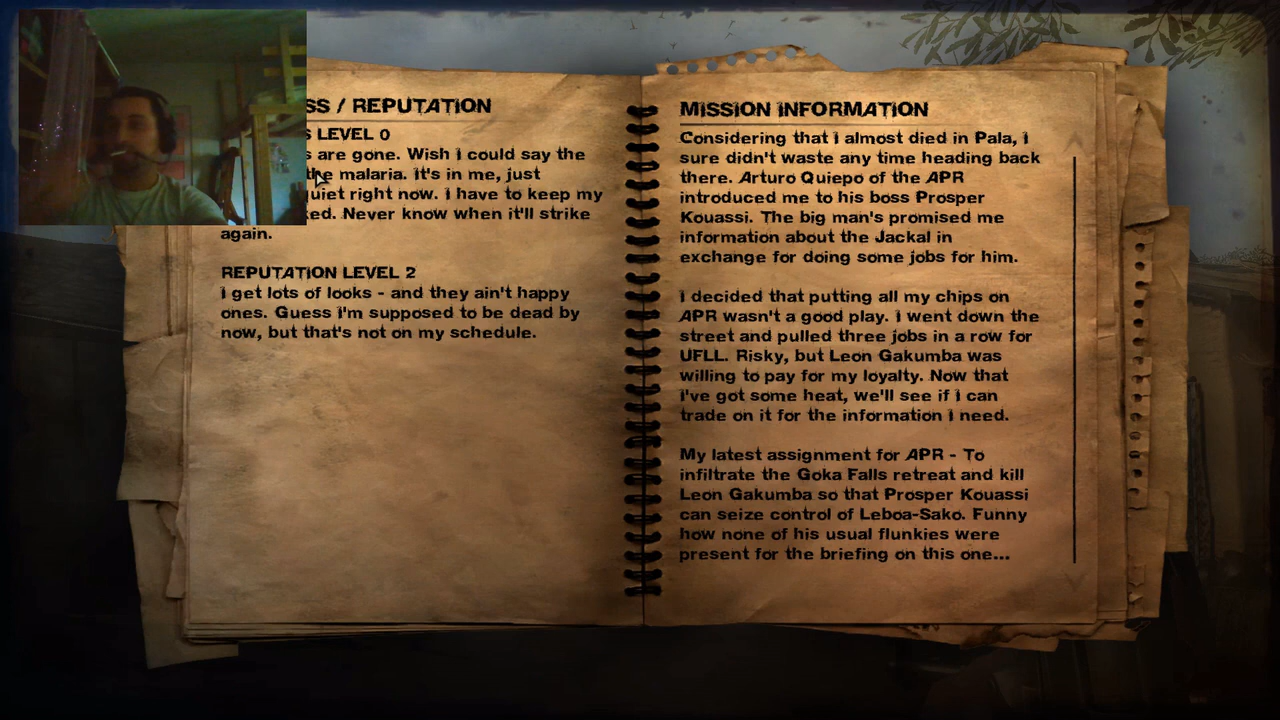 SS / REPUTATION
S LEVEL 0
s are gone. Wish I could say the
the malaria. It's in me, just
quiet right now. I have to keep my
ked. Never know when it'll strike
again.
REPUTATION LEVEL 2
I get lots of looks - and they ain't happy
ones. Guess I'm supposed to be dead by
now, but that's not on my schedule.
MISSION INFORMATION
Considering that I almost died in Pala, I
sure didn't waste any time heading back
there. Arturo Quiepo of the APR
introduced me to his boss Prosper
Kouassi. The big man's promised me
information about the Jackal in
exchange for doing some jobs for him.
I decided that putting all my chips on
APR wasn't a good play. I went down the
street and pulled three jobs in a row for
UFLL. Risky, but Leon Gakumba was
willing to pay for my loyalty. Now that
I've got some heat, we'll see if I can
trade on it for the information I need.
My latest assignment for APR - To
infiltrate the Goka Falls retreat and kill
Leon Gakumba so that Prosper Kouassi
can seize control of Leboa-Sako. Funny
how none of his usual flunkies were
present for the briefing on this one...